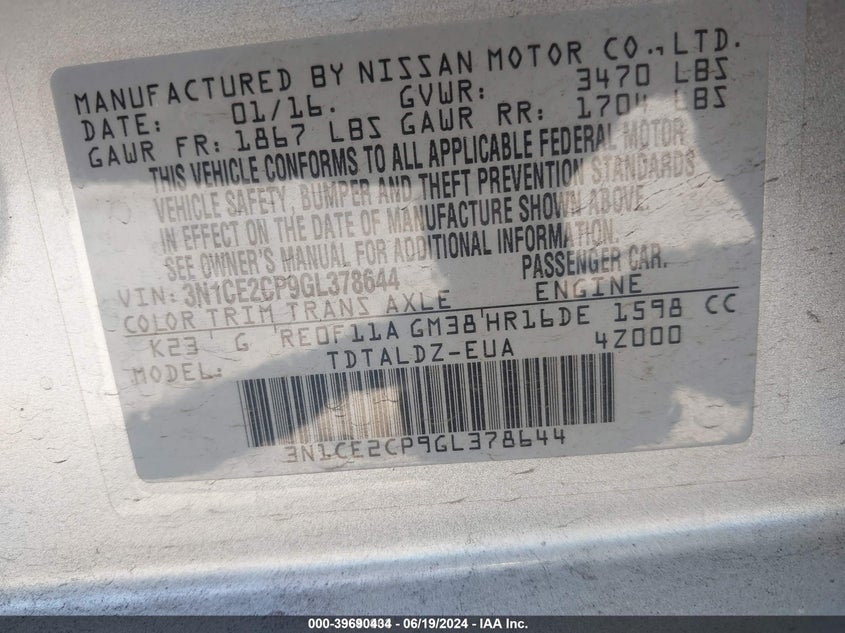 MANUFACTURED BY NISSAN MOTOR CO.,LTD.
DATE: 01/16. GVWR: 3470 LBS
GAWR FR: 1867 LBS GAWR RR: 1704 LBS
THIS VEHICLE CONFORMS TO ALL APPLICABLE FEDERAL MOTOR
VEHICLE SAFETY, BUMPER AND THEFT PREVENTION STANDARDS
IN EFFECT ON THE DATE OF MANUFACTURE SHOWN ABOVE.
SEE OWNER'S MANUAL FOR ADDITIONAL INFORMATION.
VIN: 3N1CE2CP9GL378644 PASSENGER CAR.
COLOR TRIM TRANS AXLE ENGINE
K23 G RE0F11A GM38 HR16DE 1598 CC
MODEL: TDTALDZ-EUA 4Z000
3N1CE2CP9GL378644
000-39690434 - 06/19/2024 - IAA Inc.